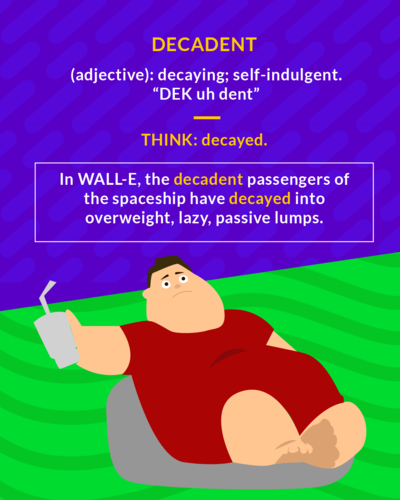 DECADENT
(adjective): decaying; self-indulgent.
“DEK uh dent”
THINK: decayed.
In WALL-E, the decadent passengers of
the spaceship have decayed into
overweight, lazy, passive lumps.